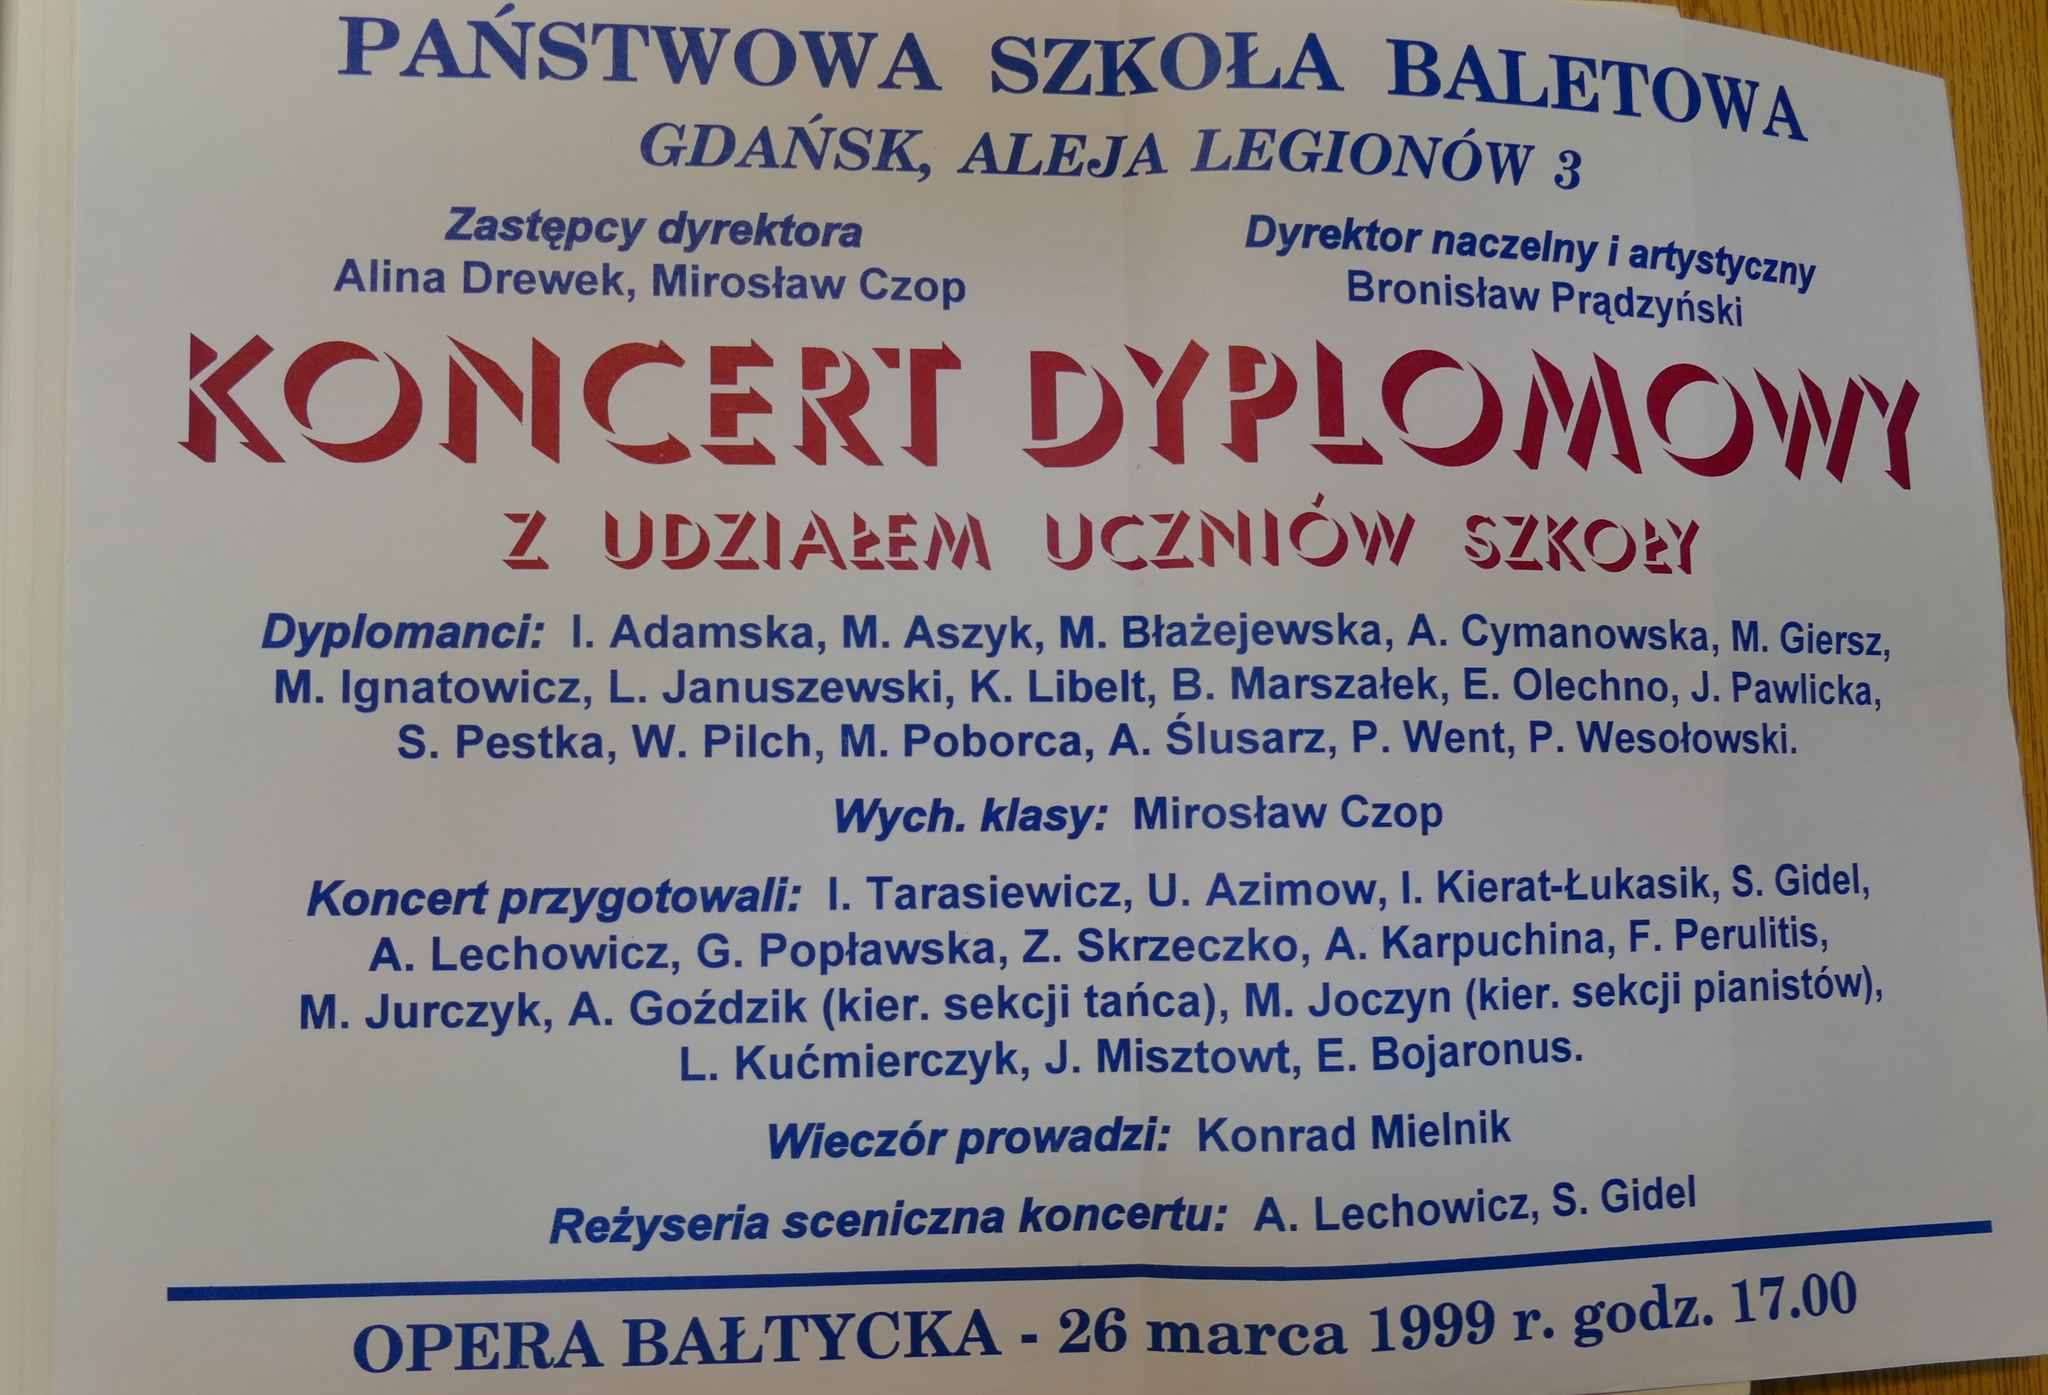 PAŃSTWOWA SZKOŁA BALETOWA
GDAŃSK, ALEJA LEGIONÓW 3
Zastępcy dyrektora
Alina Drewek, Mirosław Czop
Dyrektor naczelny i artystyczny
Bronisław Prądzyński
KONCERT DYPLOMOWY
Z UDZIAŁEM UCZNIÓW SZKOŁY
Dyplomanci: I. Adamska, M. Aszyk, M. Błażejewska, A. Cymanowska, M. Giersz,
M. Ignatowicz, L. Januszewski, K. Libelt, B. Marszałek, E. Olechno, J. Pawlicka,
S. Pestka, W. Pilch, M. Poborca, A. Ślusarz, P. Went, P. Wesołowski.
Wych. klasy: Mirosław Czop
Koncert przygotowali: I. Tarasiewicz, U. Azimow, I. Kierat-Łukasik, S. Gidel,
A. Lechowicz, G. Popławska, Z. Skrzeczko, A. Karpuchina, F. Perulitis,
M. Jurczyk, A. Goździk (kier. sekcji tańca), M. Joczyn (kier. sekcji pianistów),
L. Kućmierczyk, J. Misztowt, E. Bojaronus.
Wieczór prowadzi: Konrad Mielnik
Reżyseria sceniczna koncertu: A. Lechowicz, S. Gidel
OPERA BAŁTYCKA - 26 marca 1999 r. godz. 17.00